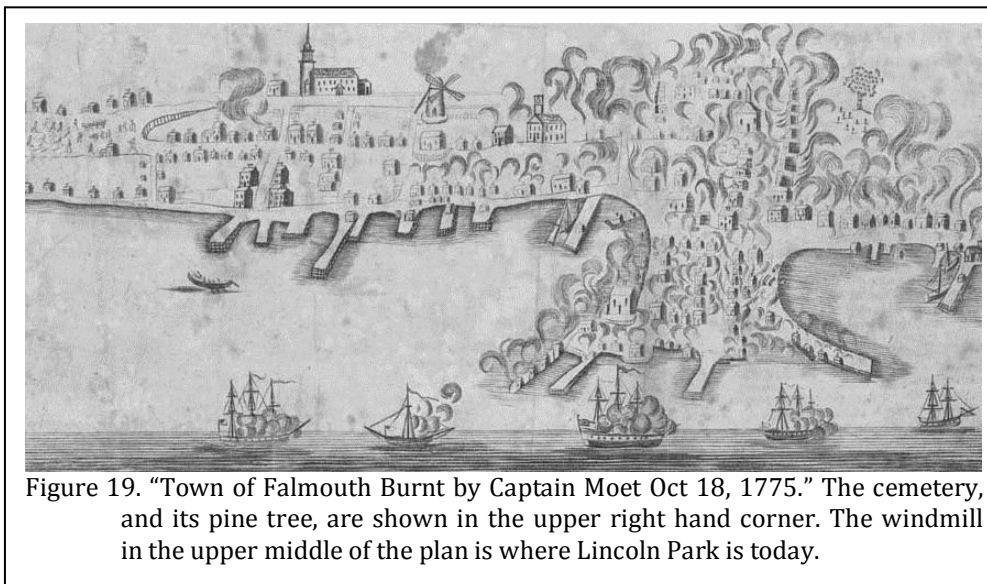 Figure 19. “Town of Falmouth Burnt by Captain Moet Oct 18, 1775.” The cemetery,
and its pine tree, are shown in the upper right hand corner. The windmill
in the upper middle of the plan is where Lincoln Park is today.